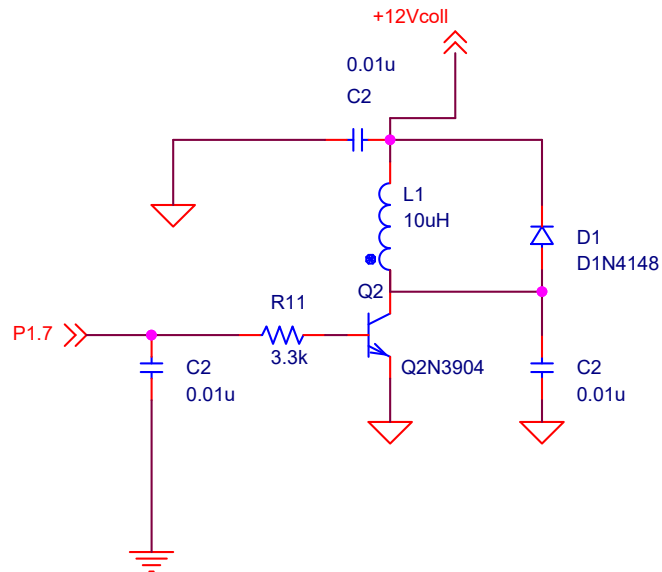 +12Vcoll
0.01u
C2
L1
10uH
D1
D1N4148
Q2
R11
P1.7
3.3k
Q2N3904
C2
0.01u
C2
0.01u